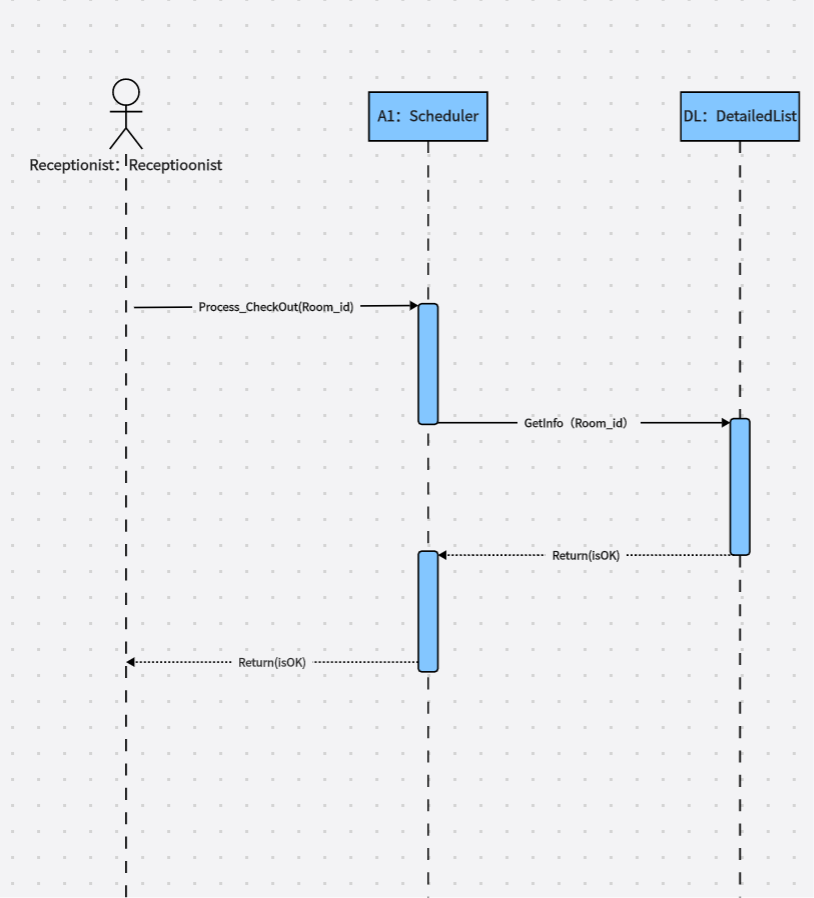 A1：Scheduler
DL：DetailedList
Receptionist：Receptioonist
Process_CheckOut(Room_id)
GetInfo（Room_id）
Return(isOK)
Return(isOK)